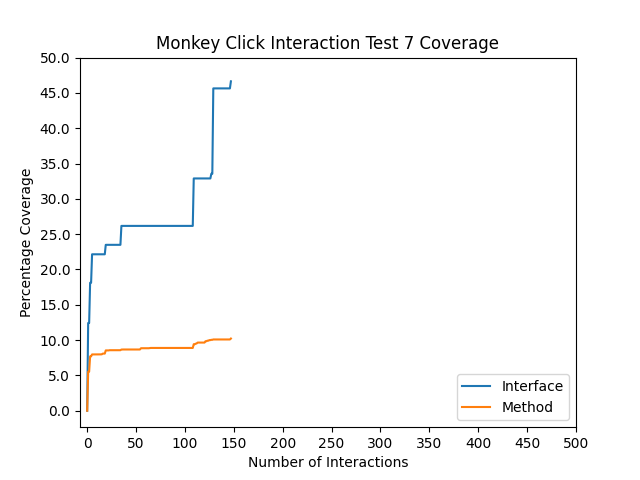 Monkey Click Interaction Test 7 Coverage
50.0
45.0
40.0
35.0
30.0
25.0
20.0
15.0
10.0
5.0
0.0
Percentage Coverage
Interface
Method
0 50 100 150 200 250 300 350 400 450 500
Number of Interactions